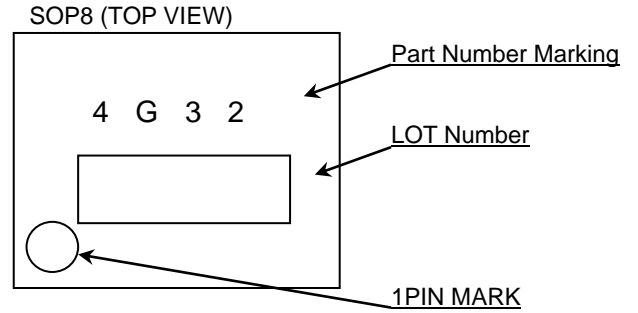 SOP8 (TOP VIEW)
Part Number Marking
4 G 3 2
LOT Number
1PIN MARK